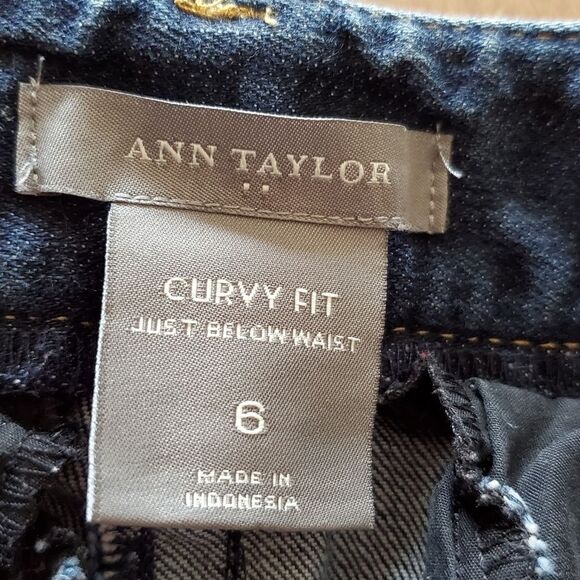 ANN TAYLOR
CURVY FIT
JUST BELOW WAIST
6
MADE IN
INDONESIA